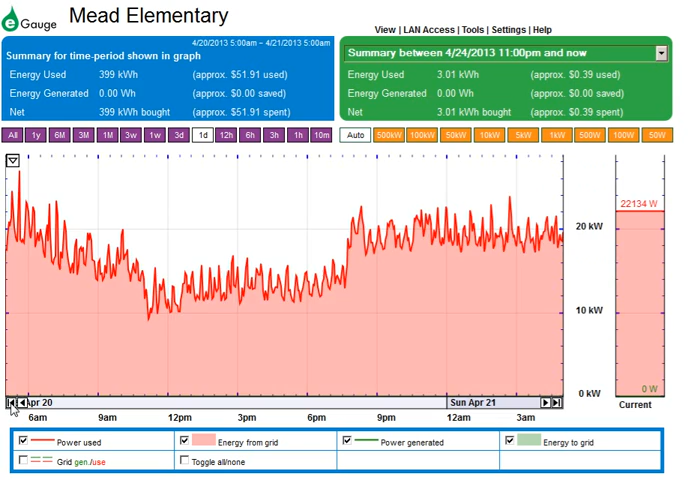 eGauge
Mead Elementary
View | LAN Access | Tools | Settings | Help
4/20/2013 5:00am – 4/21/2013 5:00am
Summary for time-period shown in graph
Energy Used 399 kWh (approx. $51.91 used)
Energy Generated 0.00 Wh (approx. $0.00 saved)
Net 399 kWh bought (approx. $51.91 spent)
Summary between 4/24/2013 11:00pm and now
Energy Used 3.01 kWh (approx. $0.39 used)
Energy Generated 0.00 Wh (approx. $0.00 saved)
Net 3.01 kWh bought (approx. $0.39 spent)
All 1y 6M 3M 1M 3w 1w 3d 1d 12h 6h 3h 1h 10m
Auto 500kW 100kW 50kW 10kW 5kW 1kW 500W 100W 50W
22134 W
20 kW
10 kW
0 W
0 kW
Apr 20
Sun Apr 21
Current
6am 9am 12pm 3pm 6pm 9pm 12am 3am
Power used Energy from grid Power generated Energy to grid
Grid gen./use Toggle all/none